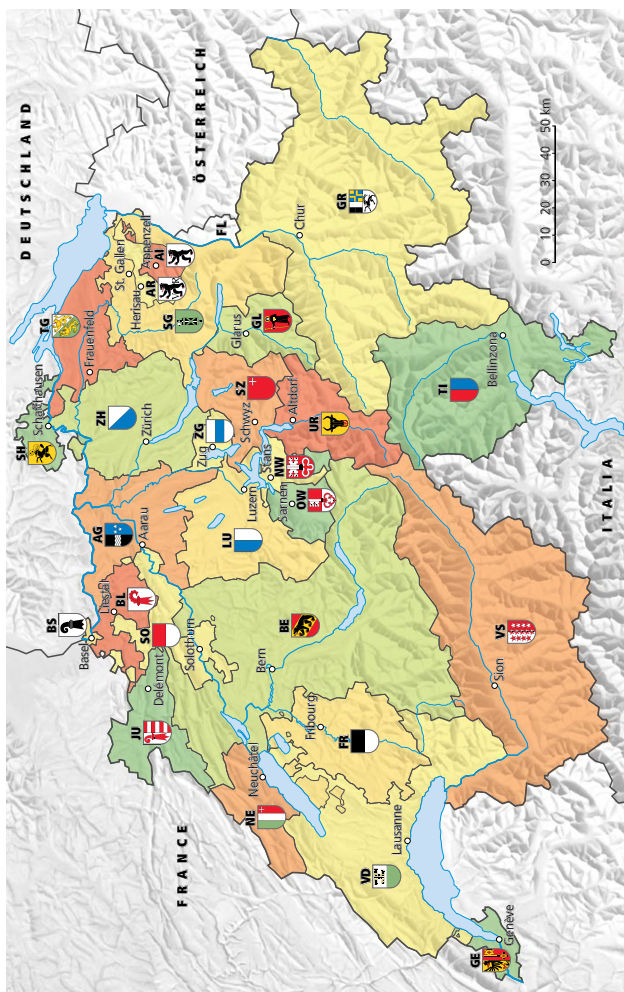 DEUTSCHLAND
SH
Schaffhausen
TG
BS
Basel
Frauenfeld
AG
ZH
Liestal
BL
Aarau
Zürich
St. Gallen
Herisau
AR
Appenzell
AI
JU
Delémont
SO
Solothurn
SG
ÖSTERREICH
FL
FRANCE
ZG
Zug
LU
Luzern
SZ
Schwyz
Glarus
GL
NE
Neuchâtel
Bern
BE
Stans
NW
Sarnen
OW
Altdorf
UR
Chur
GR
Fribourg
FR
VD
Lausanne
TI
Bellinzona
VS
Sion
GE
Genève
ITALIA
0 10 20 30 40 50 km